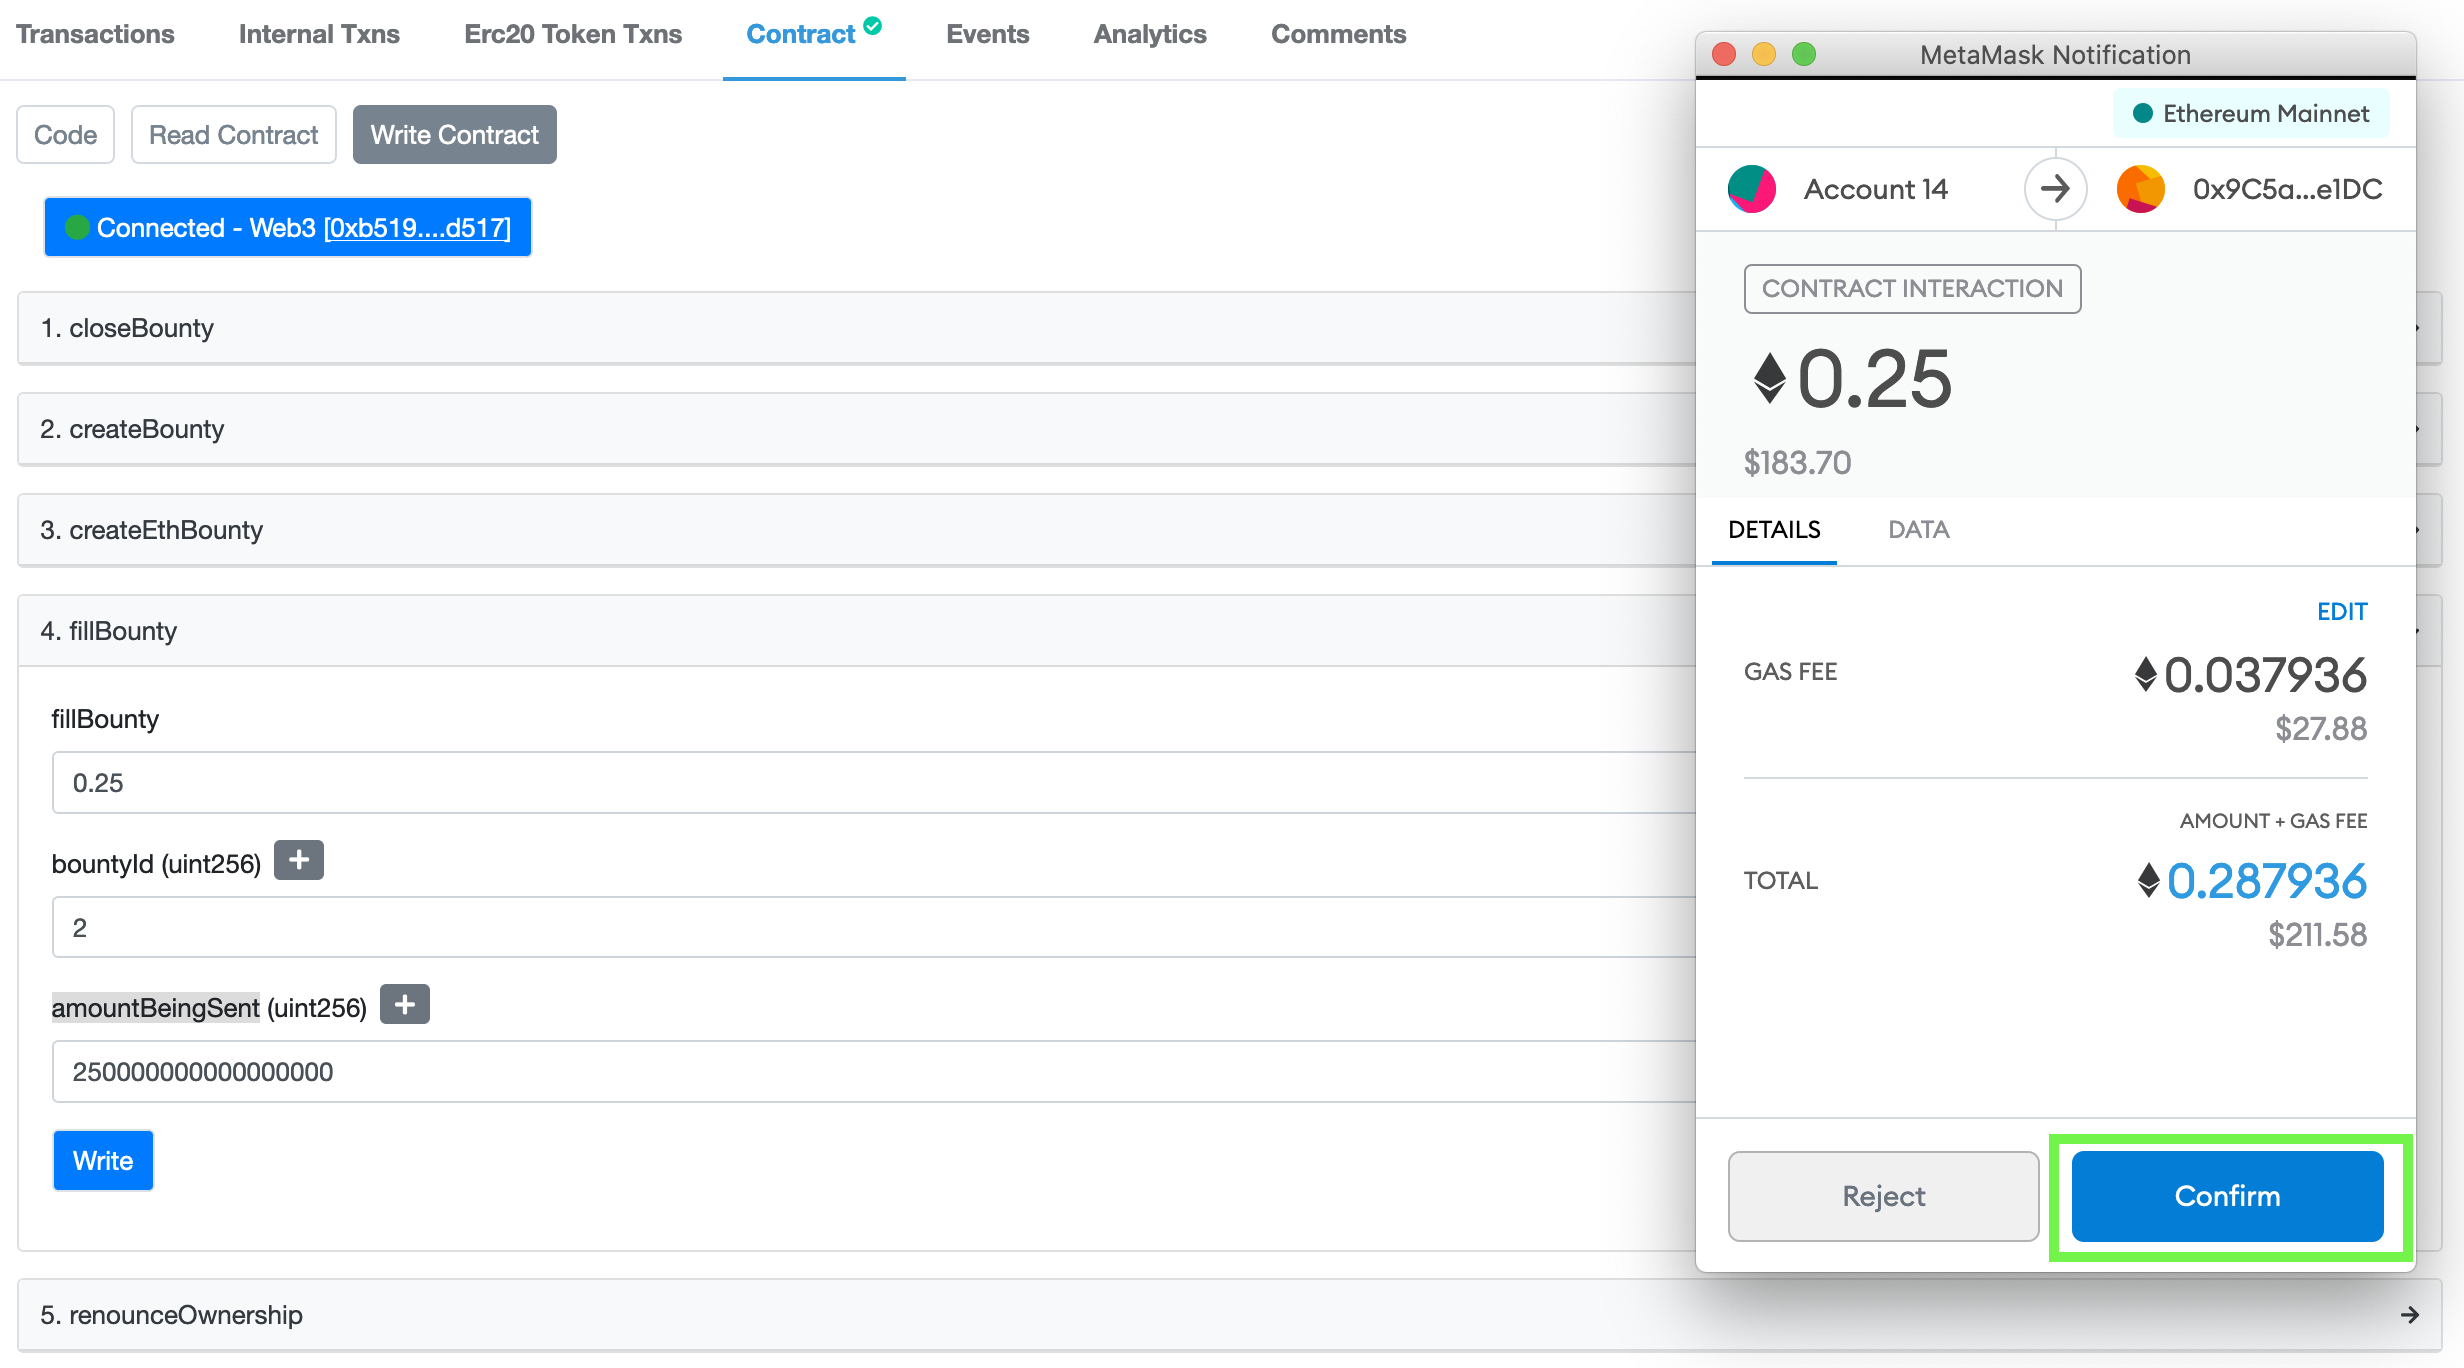 Transactions Internal Txns Erc20 Token Txns Contract Events Analytics Comments
Code Read Contract Write Contract
Connected - Web3 [0xb519....d517]
1. closeBounty
2. createBounty
3. createEthBounty
4. fillBounty
fillBounty
0.25
bountyId (uint256) +
2
amountBeingSent (uint256) +
250000000000000000
Write
5. renounceOwnership
MetaMask Notification
Ethereum Mainnet
Account 14 0x9C5a...e1DC
CONTRACT INTERACTION
0.25
$183.70
DETAILS DATA
EDIT
GAS FEE 0.037936
$27.88
AMOUNT + GAS FEE
TOTAL 0.287936
$211.58
Reject Confirm